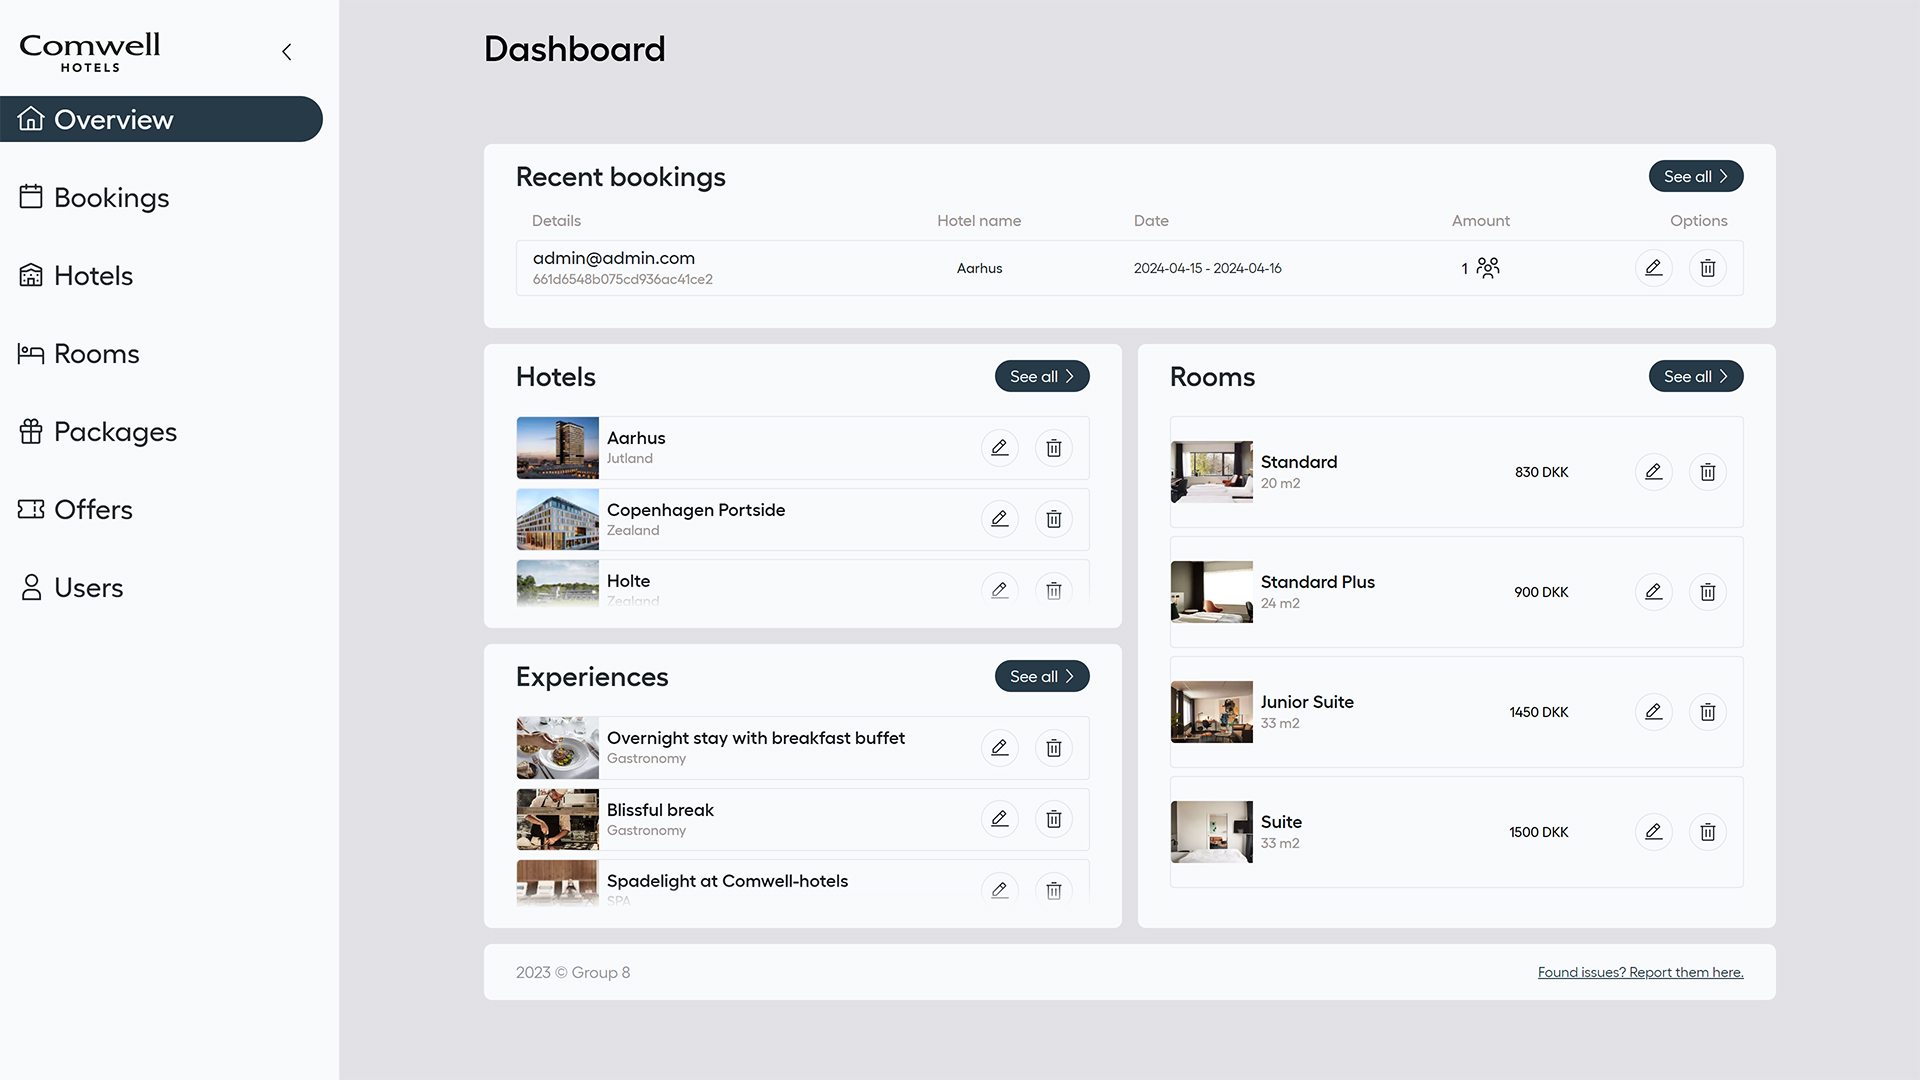 Comwell
HOTELS
Overview
Bookings
Hotels
Rooms
Packages
Offers
Users
Dashboard
Recent bookings
See all
Details Hotel name Date Amount Options
admin@admin.com
661d6548b075cd936ac41ce2
Aarhus
2024-04-15 - 2024-04-16
1
Hotels
See all
Aarhus
Jutland
Copenhagen Portside
Zealand
Holte
Zealand
Experiences
See all
Overnight stay with breakfast buffet
Gastronomy
Blissful break
Gastronomy
Spadelight at Comwell-hotels
SPA
Rooms
See all
Standard
20 m2
830 DKK
Standard Plus
24 m2
900 DKK
Junior Suite
33 m2
1450 DKK
Suite
33 m2
1500 DKK
2023 © Group 8
Found issues? Report them here.